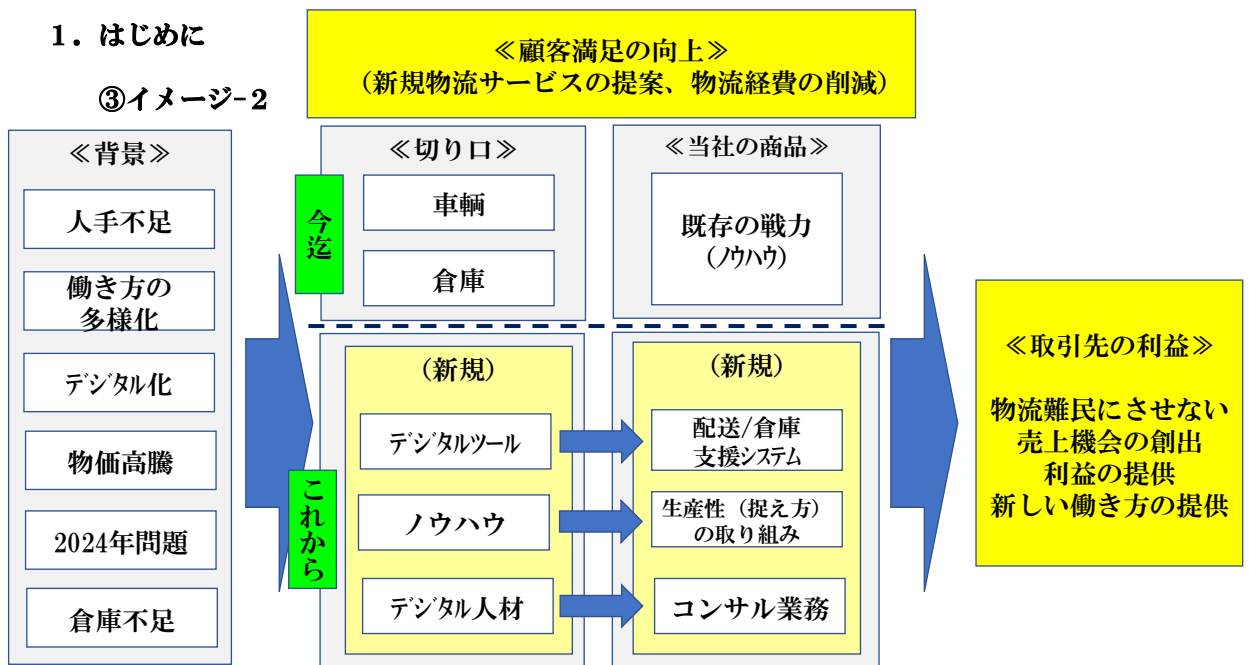 1．はじめに
③イメージ-2
≪顧客満足の向上≫
（新規物流サービスの提案、物流経費の削減）
≪背景≫
人手不足
働き方の
多様化
デジタル化
物価高騰
2024年問題
倉庫不足
≪切り口≫
今迄
車輌
倉庫
≪当社の商品≫
既存の戦力
（ノウハウ）
これから
（新規）
デジタルツール
ノウハウ
デジタル人材
（新規）
配送/倉庫
支援システム
生産性（捉え方）
の取り組み
コンサル業務
≪取引先の利益≫
物流難民にさせない
売上機会の創出
利益の提供
新しい働き方の提供